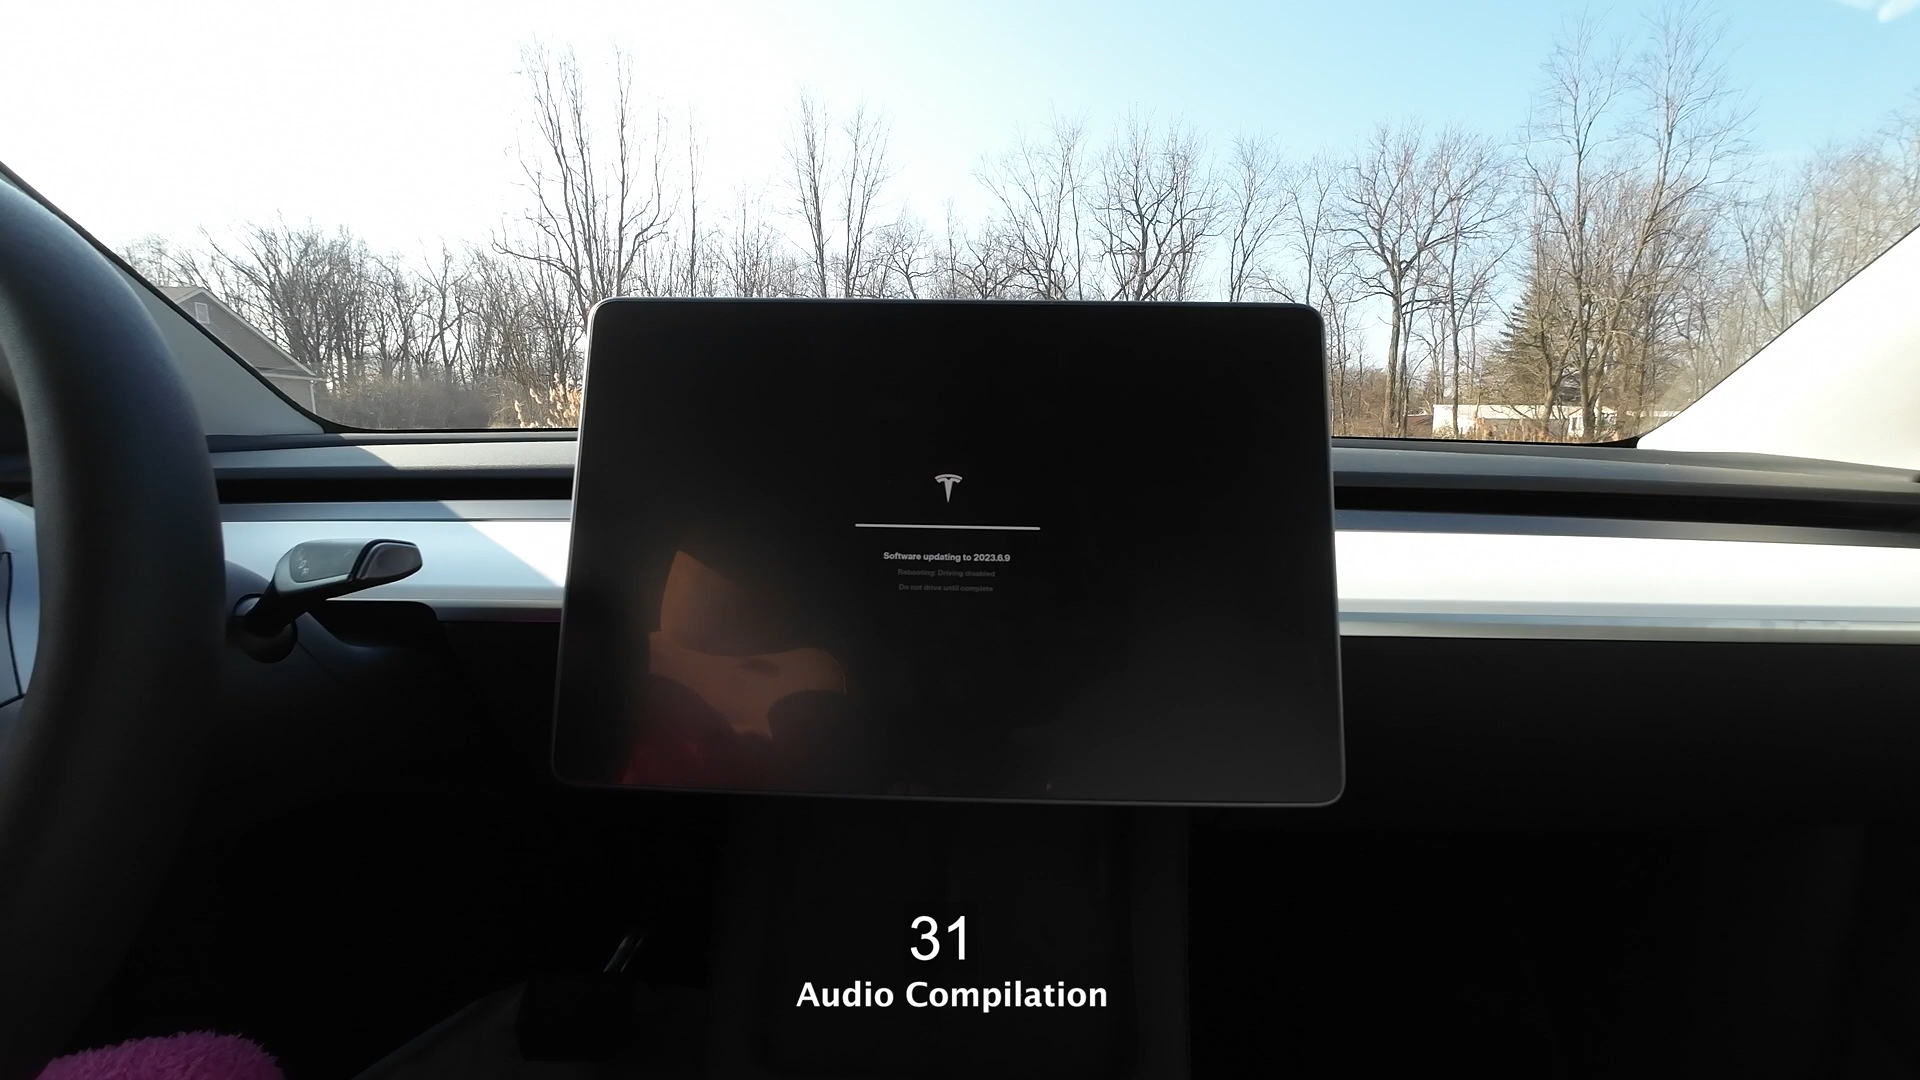 Software updating to 2023.6.9
Rebooting: Driving disabled
Do not drive until complete
31
Audio Compilation